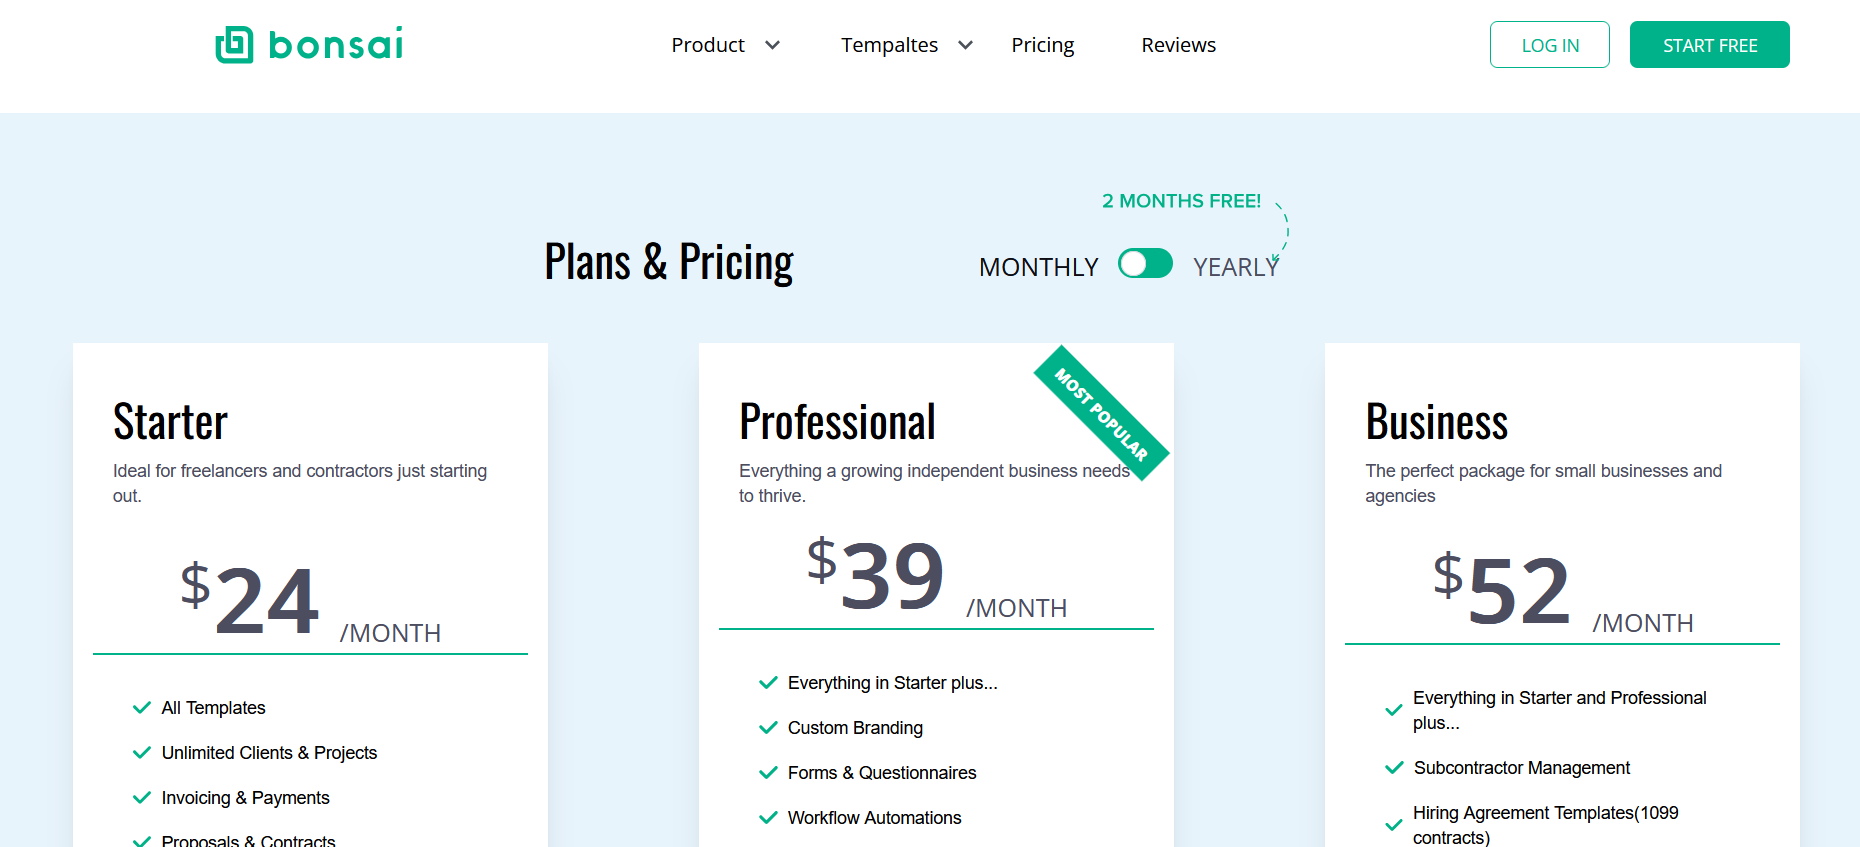 bonsai
Product
Tempaltes
Pricing
Reviews
LOG IN
START FREE
2 MONTHS FREE!
Plans & Pricing
MONTHLY
YEARLY
Starter
Ideal for freelancers and contractors just starting
out.
$24 /MONTH
All Templates
Unlimited Clients & Projects
Invoicing & Payments
Proposals & Contracts
MOST POPULAR
Professional
Everything a growing independent business needs
to thrive.
$39 /MONTH
Everything in Starter plus...
Custom Branding
Forms & Questionnaires
Workflow Automations
Business
The perfect package for small businesses and
agencies
$52 /MONTH
Everything in Starter and Professional
plus...
Subcontractor Management
Hiring Agreement Templates(1099
contracts)